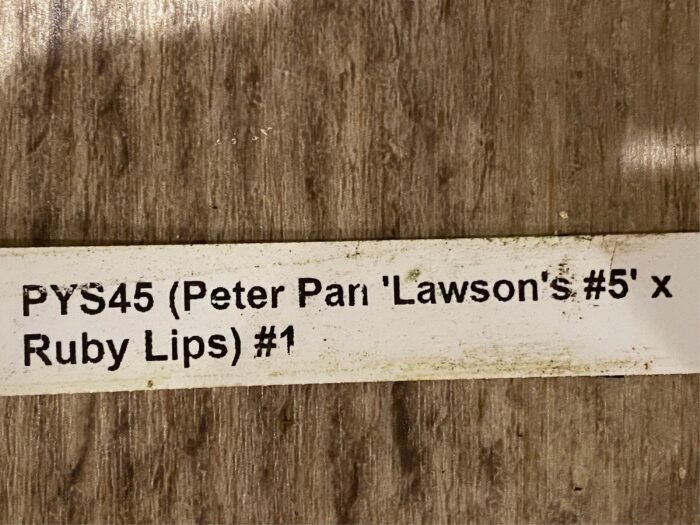 PYS45 (Peter Pan 'Lawson's #5' x
Ruby Lips) #1